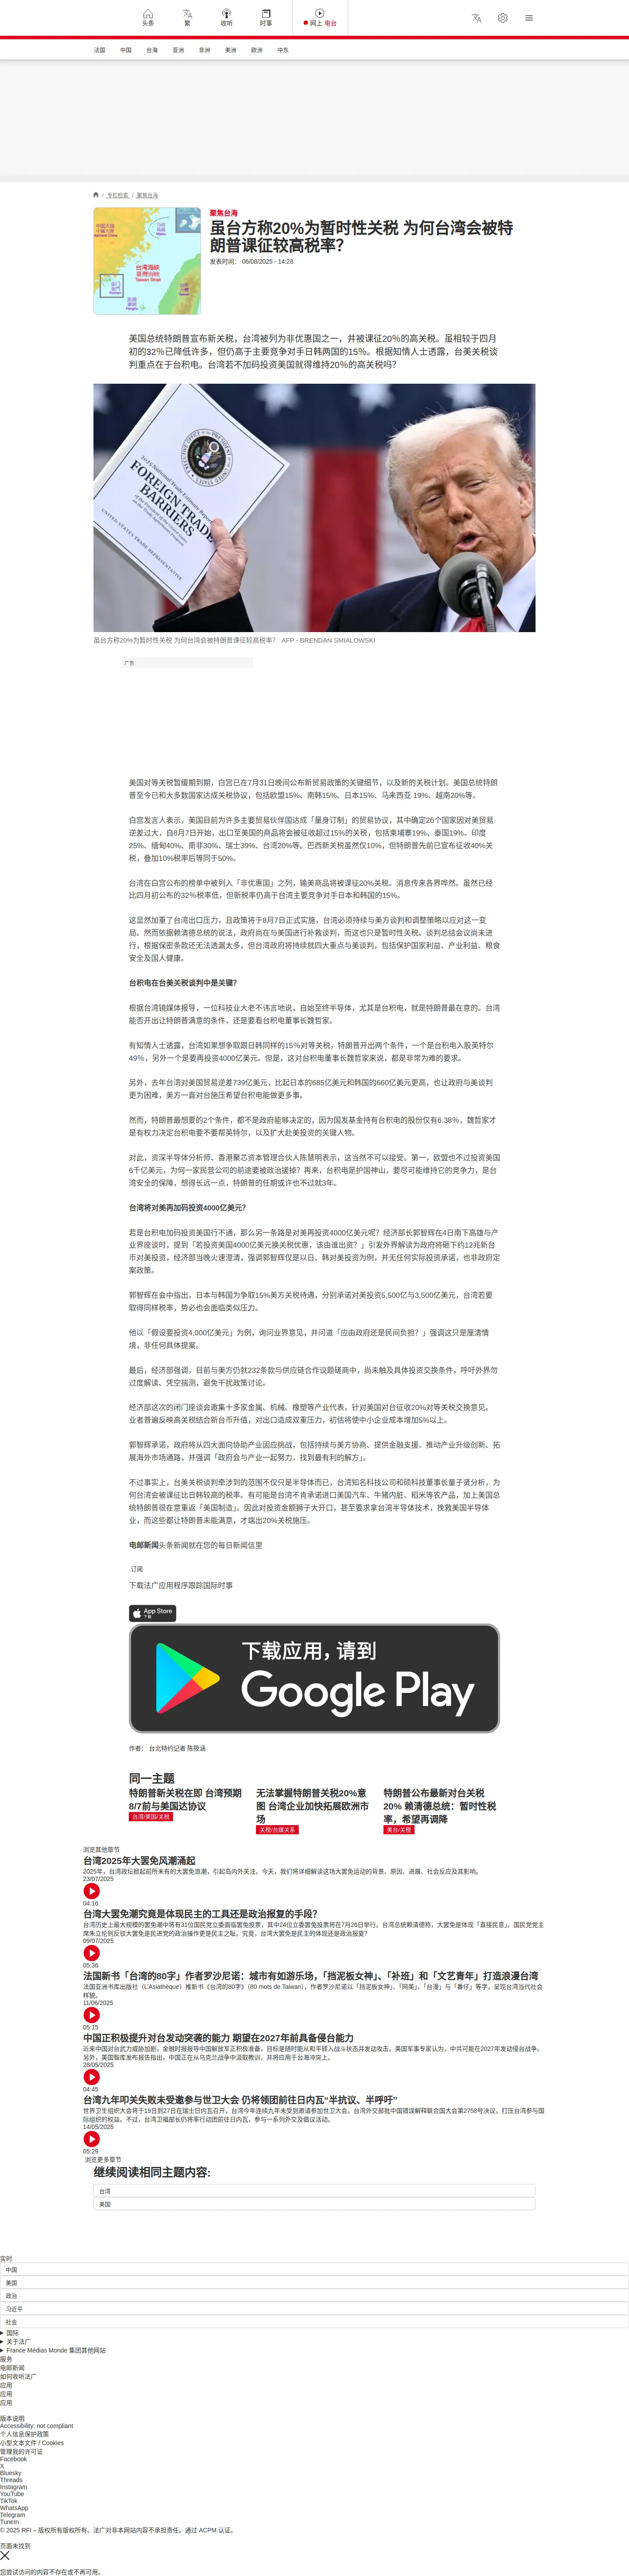 头条
繁
收听
时事
网上 电台
法国 中国 台海 亚洲 非洲 美洲 欧洲 中东
/ 专栏检索 / 聚焦台海
聚焦台海
虽台方称20%为暂时性关税 为何台湾会被特
朗普课征较高税率？
发表时间： 06/08/2025 - 14:28
中国大陆
台湾海峡
Taiwan Strait
美国总统特朗普宣布新关税，台湾被列为非优惠国之一，并被课征20%的高关税。虽相较于四月
初的32%已降低许多，但仍高于主要竞争对手日韩两国的15%。根据知情人士透露，台美关税谈
判重点在于台积电。台湾若不加码投资美国就得维持20%的高关税吗？
FOREIGN TRADE
BARRIERS
虽台方称20%为暂时性关税 为何台湾会被特朗普课征较高税率？ AFP - BRENDAN SMIALOWSKI
广告
美国对等关税暂缓期到期，白宫已在7月31日晚间公布新贸易政策的关键细节，以及新的关税计划。美国总统特朗
普至今已和大多数国家达成关税协议，包括欧盟15%、南韩15%、日本15%、马来西亚 19%、越南20%等。
白宫发言人表示，美国目前为许多主要贸易伙伴国达成「量身订制」的贸易协议，其中确定26个国家因对美贸易
逆差过大，自8月7日开始，出口至美国的商品将会被征收超过15%的关税，包括柬埔寨19%、泰国19%、印度
25%、缅甸40%、南非30%、瑞士39%、台湾20%等。巴西新关税虽然仅10%，但特朗普先前已宣布征收40%关
税，叠加10%税率后等同于50%。
台湾在白宫公布的榜单中被列入「非优惠国」之列，输美商品将被课征20%关税。消息传来各界哗然。虽然已经
比四月初公布的32%税率低，但新税率仍高于台湾主要竞争对手日本和韩国的15%。
这显然加重了台湾出口压力，且政策将于8月7日正式实施，台湾必须持续与美方谈判和调整策略以应对这一变
局。然而依据赖清德总统的说法，政府尚在与美国进行补救谈判，而这也只是暂时性关税。谈判总结会议尚未进
行，根据保密条款还无法透漏太多，但台湾政府将持续就四大重点与美谈判，包括保护国家利益、产业利益、粮食
安全及国人健康。
台积电在台美关税谈判中是关键？
根据台湾镜媒体报导，一位科技业大老不讳言地说，自始至终半导体，尤其是台积电，就是特朗普最在意的。台湾
能否开出让特朗普满意的条件，还是要看台积电董事长魏哲家。
有知情人士透露，台湾如果想争取跟日韩同样的15%对等关税，特朗普开出两个条件，一个是台积电入股英特尔
49%，另外一个是要再投资4000亿美元。但是，这对台积电董事长魏哲家来说，都是非常为难的要求。
另外，去年台湾对美国贸易逆差739亿美元，比起日本的685亿美元和韩国的660亿美元更高，也让政府与美谈判
更为困难，美方一直对台施压希望台积电能做更多事。
然而，特朗普最想要的2个条件，都不是政府能够决定的，因为国发基金持有台积电的股份仅有6.38%，魏哲家才
是有权力决定台积电要不要帮英特尔，以及扩大赴美投资的关键人物。
对此，资深半导体分析师、香港聚芯资本管理合伙人陈慧明表示，这当然不可以接受。第一，欧盟也不过投资美国
6千亿美元，为何一家民营公司的前途要被政治搓掉？再来，台积电是护国神山，要尽可能维持它的竞争力，是台
湾安全的保障，想得长远一点，特朗普的任期或许也不过就3年。
台湾将对美再加码投资4000亿美元？
若是台积电加码投资美国行不通，那么另一条路是对美再投资4000亿美元呢？经济部长郭智辉在4日南下高雄与产
业界座谈时，提到「若投资美国4000亿美元换关税优惠，该由谁出资？」引发外界解读为政府将砸下约12兆新台
币对美投资，经济部当晚火速澄清，强调郭智辉仅是以日、韩对美投资为例，并无任何实际投资承诺，也非政府定
案政策。
郭智辉在会中指出，日本与韩国为争取15%美方关税待遇，分别承诺对美投资5,500亿与3,500亿美元，台湾若要
取得同样税率，势必也会面临类似压力。
他以「假设要投资4,000亿美元」为例，询问业界意见，并问道「应由政府还是民间负担？」强调这只是厘清情
境，非任何具体提案。
最后，经济部强调，目前与美方仍就232条款与供应链合作议题磋商中，尚未触及具体投资交换条件，呼吁外界勿
过度解读、凭空揣测，避免干扰政策讨论。
经济部这次的闭门座谈会邀集十多家金属、机械、橡塑等产业代表，针对美国对台征收20%对等关税交换意见。
业者普遍反映高关税结合新台币升值，对出口造成双重压力，初估将使中小企业成本增加5%以上。
郭智辉承诺，政府将从四大面向协助产业因应挑战，包括持续与美方协商、提供金融支援、推动产业升级创新、拓
展海外市场通路，并强调「政府会与产业一起努力，找到最有利的解方」。
不过事实上，台美关税谈判牵涉到的范围不仅只是半导体而已，台湾知名科技公司和硕科技董事长童子贤分析，为
何台湾会被课征比日韩较高的税率。有可能是台湾不肯承诺进口美国汽车、牛猪内脏、稻米等农产品，加上美国总
统特朗普很在意重返「美国制造」。因此对投资金额狮子大开口，甚至要求拿台湾半导体技术，挽救美国半导体
业，而这些都让特朗普未能满意，才端出20%关税施压。
电邮新闻头条新闻就在您的每日新闻信里
订阅
下载法广应用程序跟踪国际时事
App Store
下载
下载应用，请到
Google Play
作者： 台北特约记者 陈筱涵
同一主题
特朗普新关税在即 台湾预期
8/7前与美国达协议
台湾/美国/关税
无法掌握特朗普关税20%意
图 台湾企业加快拓展欧洲市
场
关税/台媒关系
特朗普公布最新对台关税
20% 赖清德总统：暂时性税
率，希望再调降
美台/关税
浏览其他章节
台湾2025年大罢免风潮涌起
2025年，台湾政坛掀起前所未有的大罢免浪潮，引起岛内外关注。今天，我们将详细解读这场大罢免运动的背景、原因、进展、社会反应及其影响。
23/07/2025
04:16
台湾大罢免潮究竟是体现民主的工具还是政治报复的手段？
台湾历史上最大规模的罢免潮中将有31位国民党立委面临罢免投票，其中24位立委罢免投票将在7月26日举行。台湾总统赖清德称，大罢免是体现「直接民意」。国民党党主
席朱立伦则反驳大罢免是民进党的政治操作更是民主之耻。究竟，台湾大罢免是民主的体现还是政治报复？
09/07/2025
05:36
法国新书「台湾的80字」作者罗沙尼诺：城市有如游乐场，「挡泥板女神」、「补班」和「文艺青年」打造浪漫台湾
法国亚洲书库出版社（L'Asiathèque）推新书《台湾的80字》（80 mots de Taiwan），作者罗沙尼诺以「挡泥板女神」、「网美」、「台漫」与「番仔」等字，呈现台湾当代社会
样貌。
11/06/2025
05:15
中国正积极提升对台发动突袭的能力 期望在2027年前具备侵台能力
近来中国对台武力威胁加剧，金融时报报导中国解放军正积极准备，目标是随时能从和平转入战斗状态并发动攻击。美国军事专家认为，中共可能在2027年发动侵台战争。
另外，美国智库发布报告指出，中国正在从乌克兰战争中汲取教训，并将应用于台海冲突上。
28/05/2025
04:45
台湾九年叩关失败未受邀参与世卫大会 仍将领团前往日内瓦“半抗议、半呼吁”
世界卫生组织大会将于19日到27日在瑞士日内瓦召开，台湾今年连续九年未受到邀请参加世卫大会。台湾外交部批中国错误解释联合国大会第2758号决议，打压台湾参与国
际组织的权益。不过，台湾卫福部长仍将率行动团前往日内瓦，参与一系列外交及倡议活动。
14/05/2025
05:29
浏览更多章节
继续阅读相同主题内容:
台湾
美国
实时
中国
美国
政治
习近平
社会
国际
关于法广
France Médias Monde 集团其他网站
服务
电邮新闻
如何收听法广
应用
应用
应用
版本说明
Accessibility: not compliant
个人信息保护政策
小型文本文件 / Cookies
管理我的许可证
Facebook
X
Bluesky
Threads
Instagram
YouTube
TikTok
WhatsApp
Telegram
TuneIn
© 2025 RFI – 版权所有版权所有。法广对非本网站内容不承担责任。通过 ACPM 认证。
页面未找到
您尝试访问的内容不存在或不再可用。